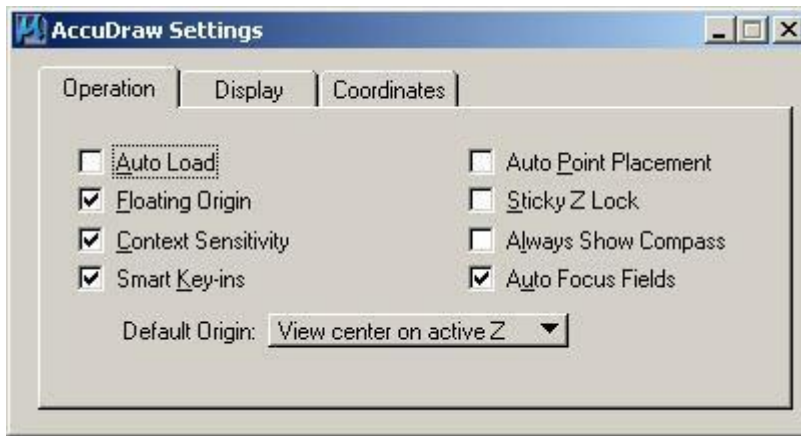 AccuDraw Settings
Operation Display Coordinates
Auto Load Auto Point Placement
Floating Origin Sticky Z Lock
Context Sensitivity Always Show Compass
Smart Key-ins Auto Focus Fields
Default Origin: View center on active Z